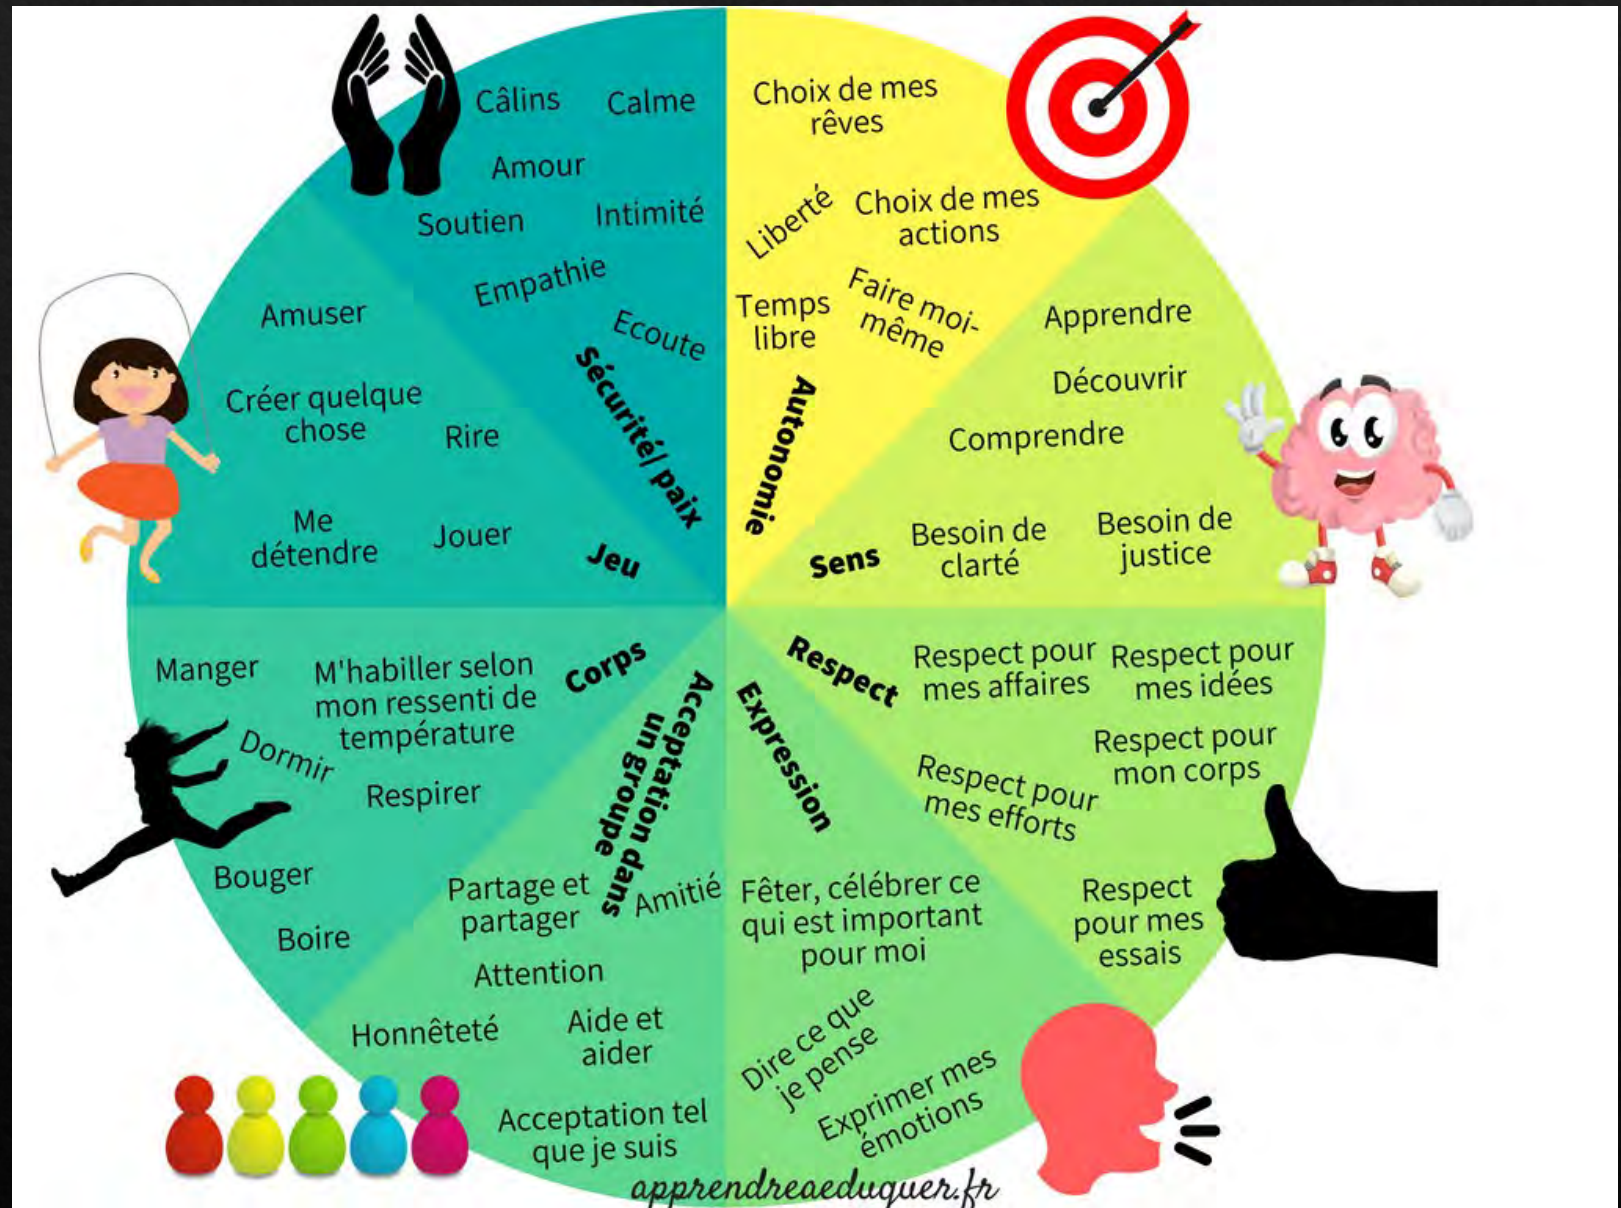 Câlins
Calme
Amour
Soutien
Intimité
Empathie
Ecoute
Sécurité/ paix
Choix de mes
rêves
Liberté
Choix de mes
actions
Temps
libre
Faire moi-
même
Autonomie
Apprendre
Découvrir
Comprendre
Besoin de
clarté
Besoin de
justice
Sens
Respect
Respect pour
mes affaires
Respect pour
mes idées
Respect pour
mon corps
Respect pour
mes efforts
Respect
pour mes
essais
Expression
Fêter, célébrer ce
qui est important
pour moi
Dire ce que
je pense
Exprimer mes
émotions
Acceptation dans
un groupe
Partage et
partager
Amitié
Attention
Honnêteté
Aide et
aider
Acceptation tel
que je suis
Corps
Manger
M'habiller selon
mon ressenti de
température
Dormir
Respirer
Bouger
Boire
Amuser
Créer quelque
chose
Rire
Me
détendre
Jouer
Jeu
apprendreaeduquer.fr